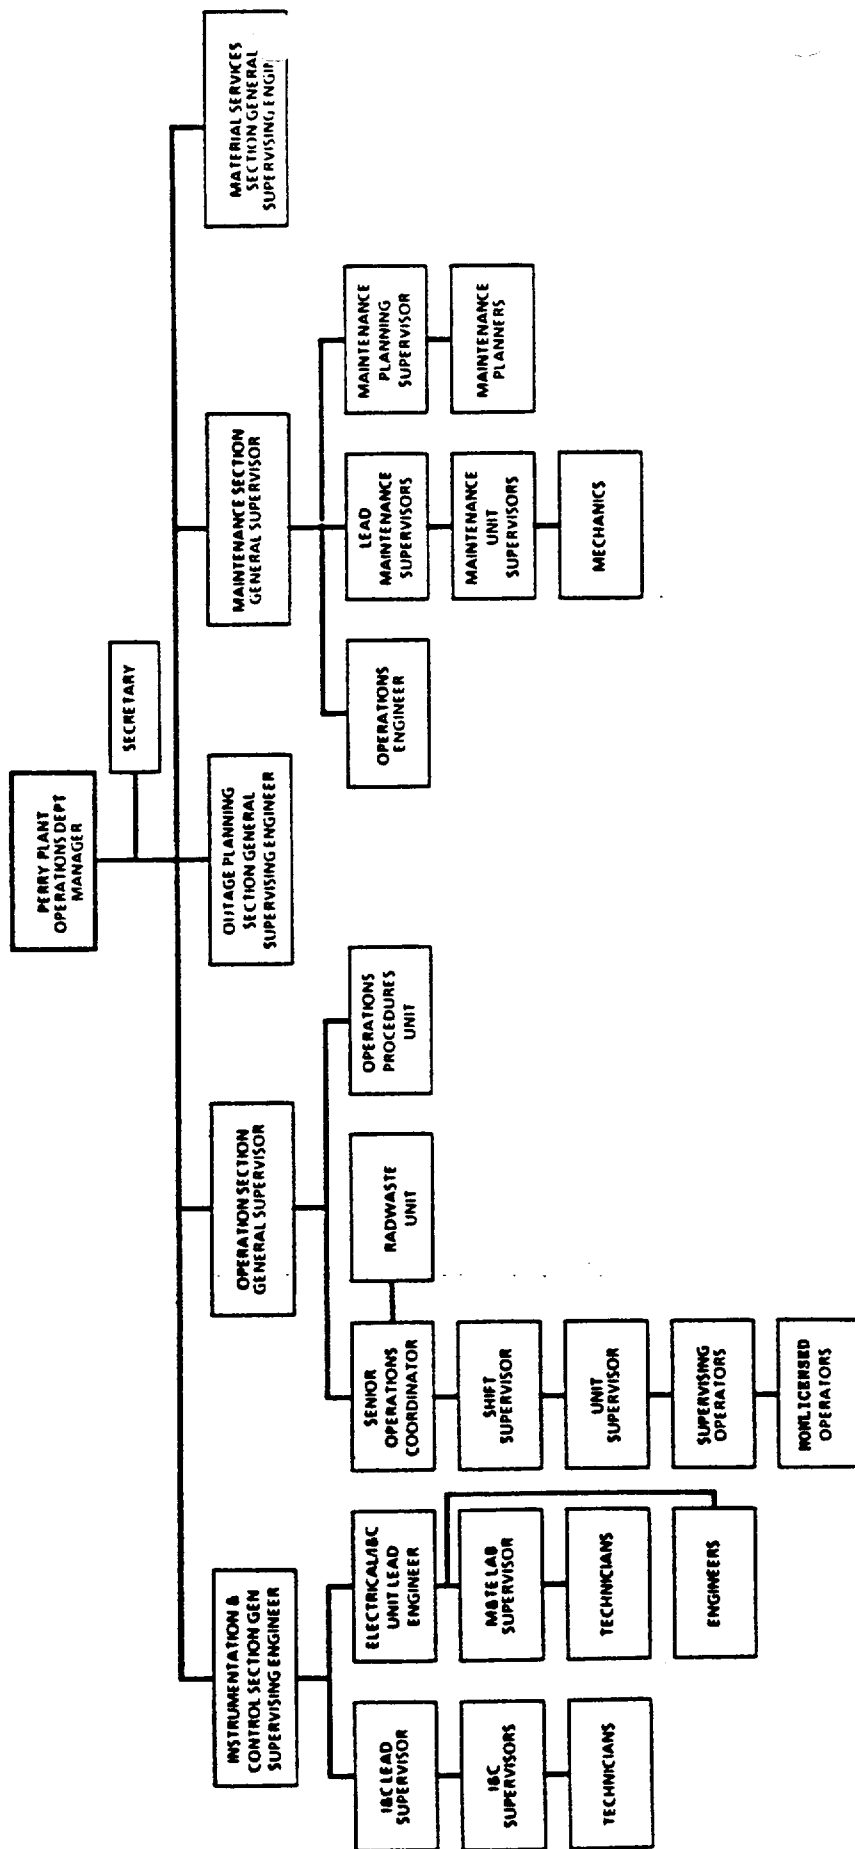 PERRY PLANT
OPERATIONS DEPT
MANAGER
SECRETARY
INSTRUMENTATION &
CONTROL SECTION GEN
SUPERVISING ENGINEER
OPERATION SECTION
GENERAL SUPERVISOR
OUTAGE PLANNING
SECTION GENERAL
SUPERVISING ENGINEER
MAINTENANCE SECTION
GENERAL SUPERVISOR
MATERIAL SERVICES
SECTION GENERAL
SUPERVISING ENGIN
I&C LEAD
SUPERVISOR
ELECTRICAL/I&C
UNIT LEAD
ENGINEER
SENIOR
OPERATIONS
COORDINATOR
RADWASTE
UNIT
OPERATIONS
PROCEDURES
UNIT
OPERATIONS
ENGINEER
LEAD
MAINTENANCE
SUPERVISORS
MAINTENANCE
PLANNING
SUPERVISOR
I&C
SUPERVISORS
M&TE LAB
SUPERVISOR
SHIFT
SUPERVISOR
MAINTENANCE
UNIT
SUPERVISORS
MAINTENANCE
PLANNERS
TECHNICIANS
TECHNICIANS
UNIT
SUPERVISOR
MECHANICS
ENGINEERS
SUPERVISING
OPERATORS
NONLICENSED
OPERATORS